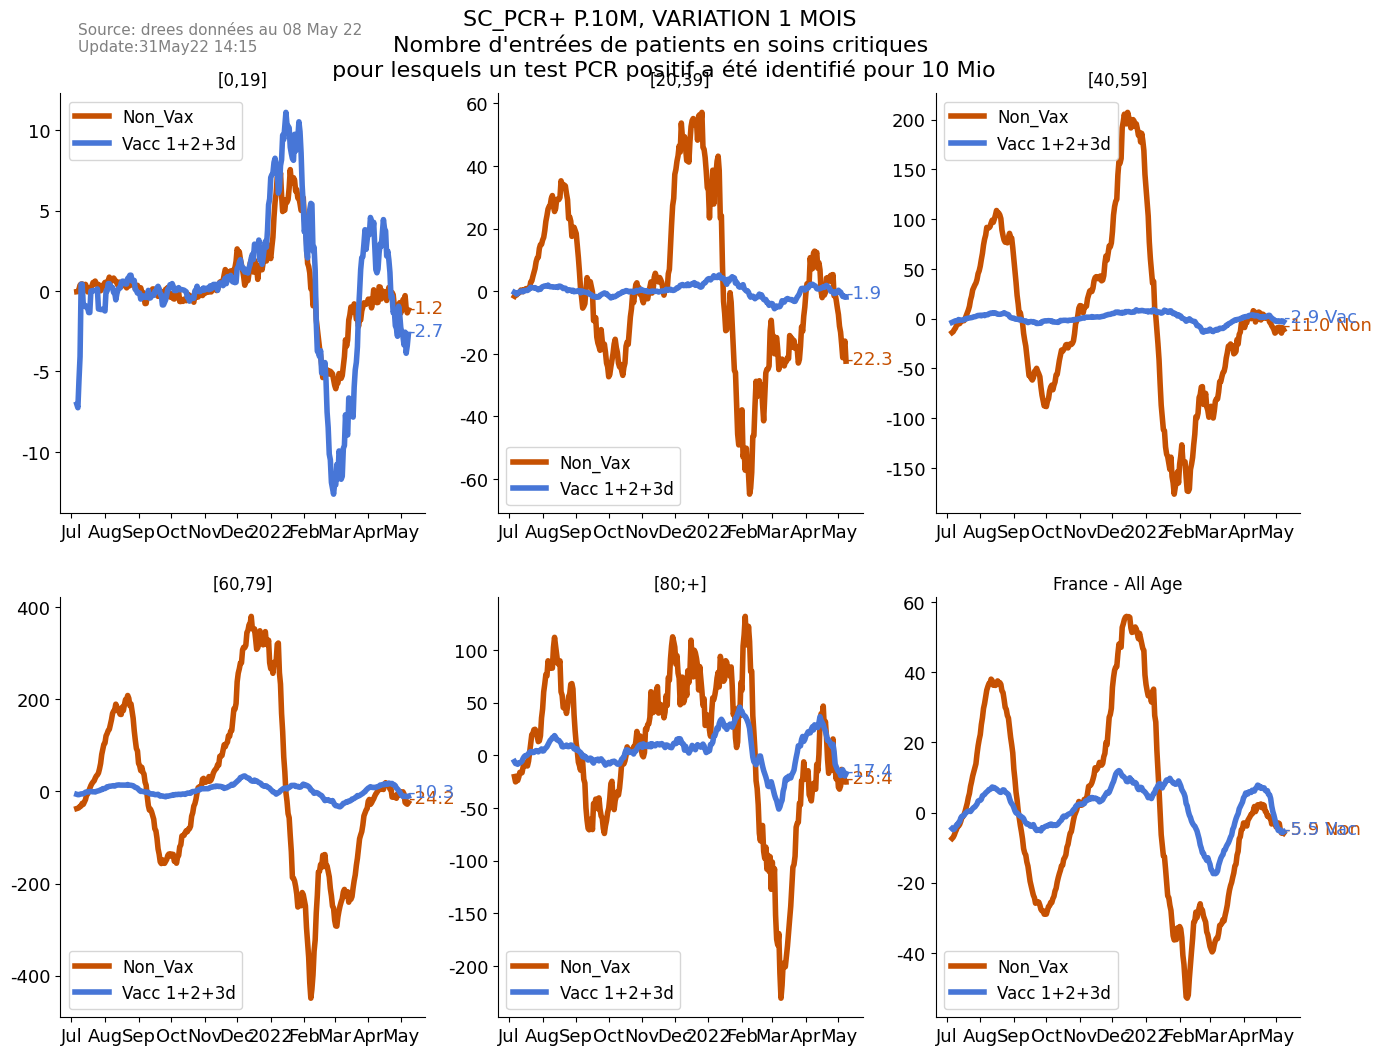 SC_PCR+ P.10M, VARIATION 1 MOIS
Source: drees données au 08 May 22
Update:31May22 14:15
Nombre d'entrées de patients en soins critiques
pour lesquels un test PCR positif a été identifié pour 10 Mio
[0,19]
Non_Vax
Vacc 1+2+3d
10
5
0
-5
-10
-1.2
-2.7
Jul Aug Sep Oct Nov Dec 2022 Feb Mar Apr May
[20,39]
60
40
20
0
-20
-40
-60
-1.9
-22.3
Non_Vax
Vacc 1+2+3d
Jul Aug Sep Oct Nov Dec 2022 Feb Mar Apr May
[40,59]
Non_Vax
Vacc 1+2+3d
200
150
100
50
0
-50
-100
-150
-2.9 Vac
-11.0 Non
Jul Aug Sep Oct Nov Dec 2022 Feb Mar Apr May
[60,79]
400
200
0
-200
-400
-10.3
-24.2
Non_Vax
Vacc 1+2+3d
Jul Aug Sep Oct Nov Dec 2022 Feb Mar Apr May
[80;+]
100
50
0
-50
-100
-150
-200
-17.4
-25.4
Non_Vax
Vacc 1+2+3d
Jul Aug Sep Oct Nov Dec 2022 Feb Mar Apr May
France - All Age
60
40
20
0
-20
-40
-5.9 Vac
Non
Non_Vax
Vacc 1+2+3d
Jul Aug Sep Oct Nov Dec 2022 Feb Mar Apr May